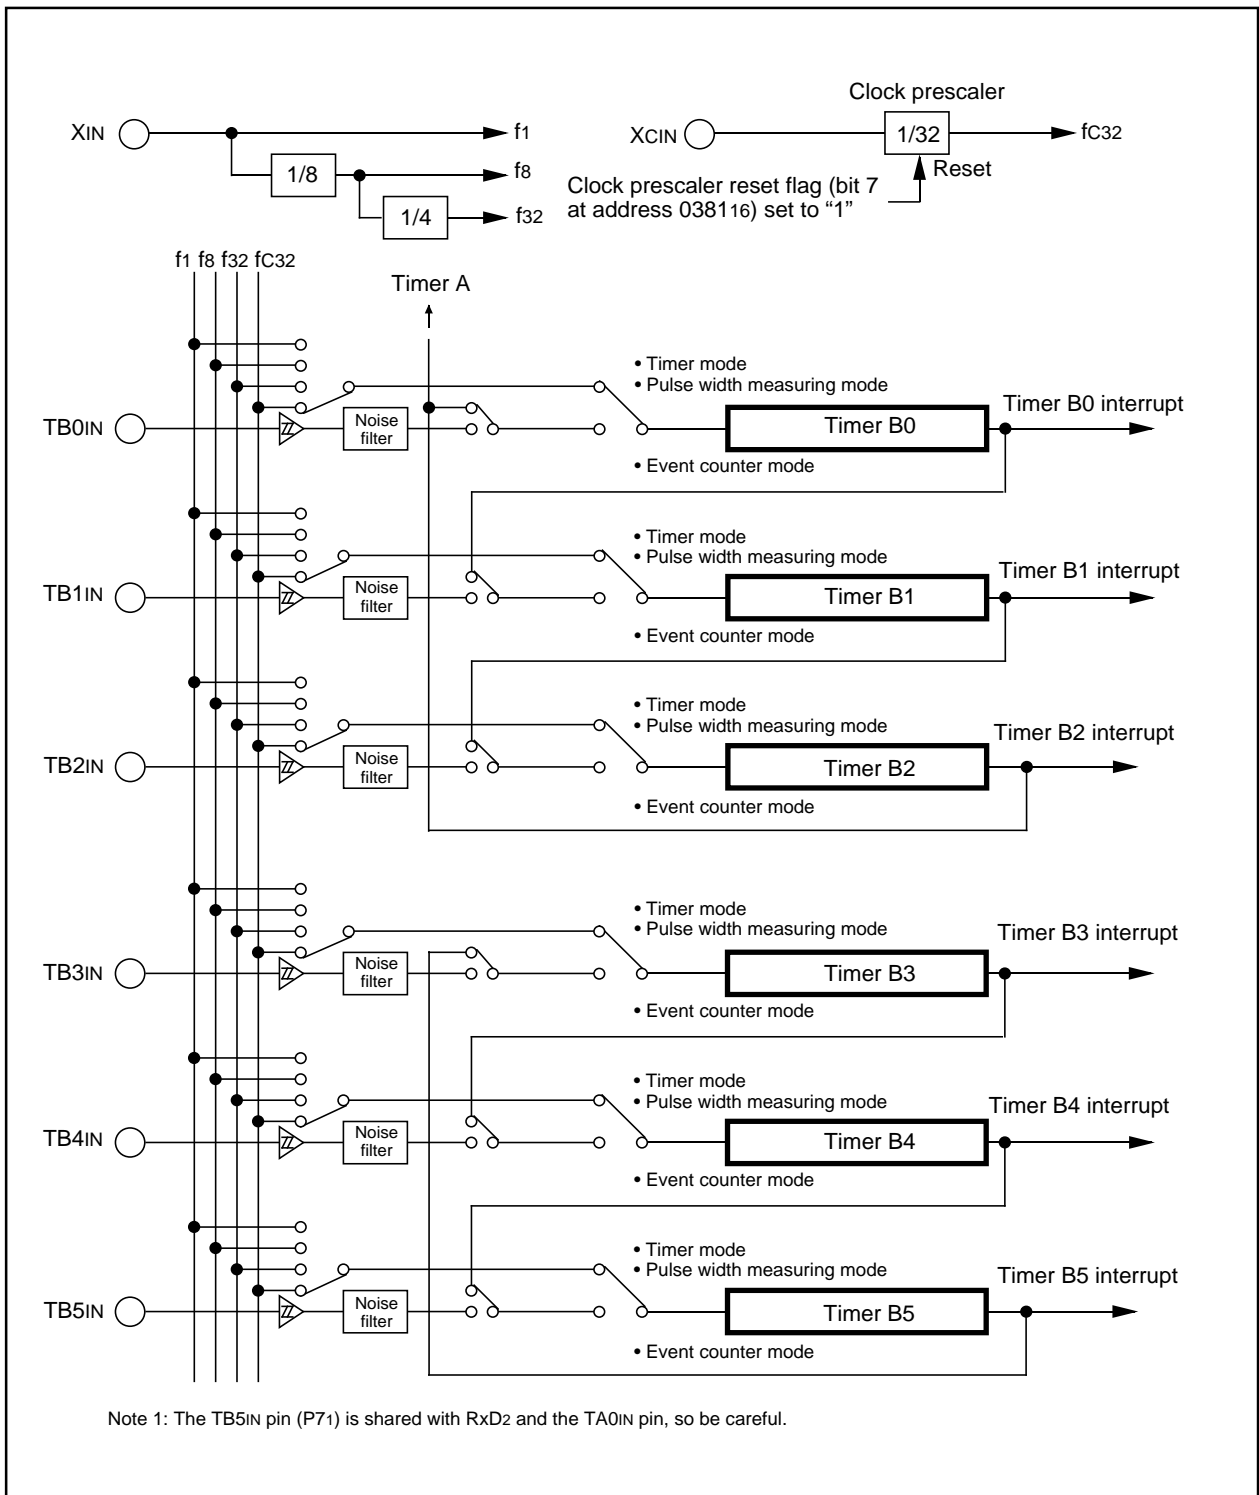 Clock prescaler
XIN
f1
XCIN
1/32
fC32
1/8
f8
Reset
Clock prescaler reset flag (bit 7
at address 038116) set to “1”
1/4
f32
f1 f8 f32 fC32
Timer A
• Timer mode
• Pulse width measuring mode
TB0IN
Noise
filter
Timer B0
Timer B0 interrupt
• Event counter mode
• Timer mode
• Pulse width measuring mode
TB1IN
Noise
filter
Timer B1
Timer B1 interrupt
• Event counter mode
• Timer mode
• Pulse width measuring mode
TB2IN
Noise
filter
Timer B2
Timer B2 interrupt
• Event counter mode
• Timer mode
• Pulse width measuring mode
TB3IN
Noise
filter
Timer B3
Timer B3 interrupt
• Event counter mode
• Timer mode
• Pulse width measuring mode
TB4IN
Noise
filter
Timer B4
Timer B4 interrupt
• Event counter mode
• Timer mode
• Pulse width measuring mode
TB5IN
Noise
filter
Timer B5
Timer B5 interrupt
• Event counter mode
Note 1: The TB5IN pin (P71) is shared with RxD2 and the TA0IN pin, so be careful.